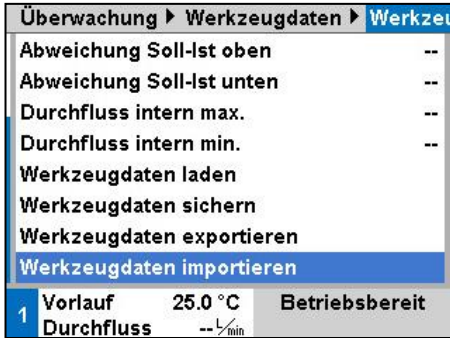 Überwachung ▶ Werkzeugdaten ▶ Werkzeu
Abweichung Soll-Ist oben --
Abweichung Soll-Ist unten --
Durchfluss intern max. --
Durchfluss intern min. --
Werkzeugdaten laden
Werkzeugdaten sichern
Werkzeugdaten exportieren
Werkzeugdaten importieren
1 Vorlauf 25.0 °C Betriebsbereit
Durchfluss -- L/min